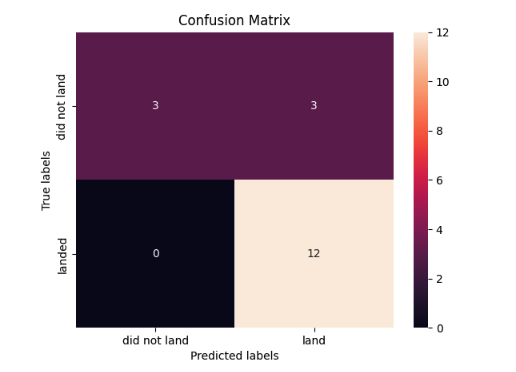 Confusion Matrix
True labels
did not land
landed
3 3
0 12
did not land land
Predicted labels
12
10
8
6
4
2
0